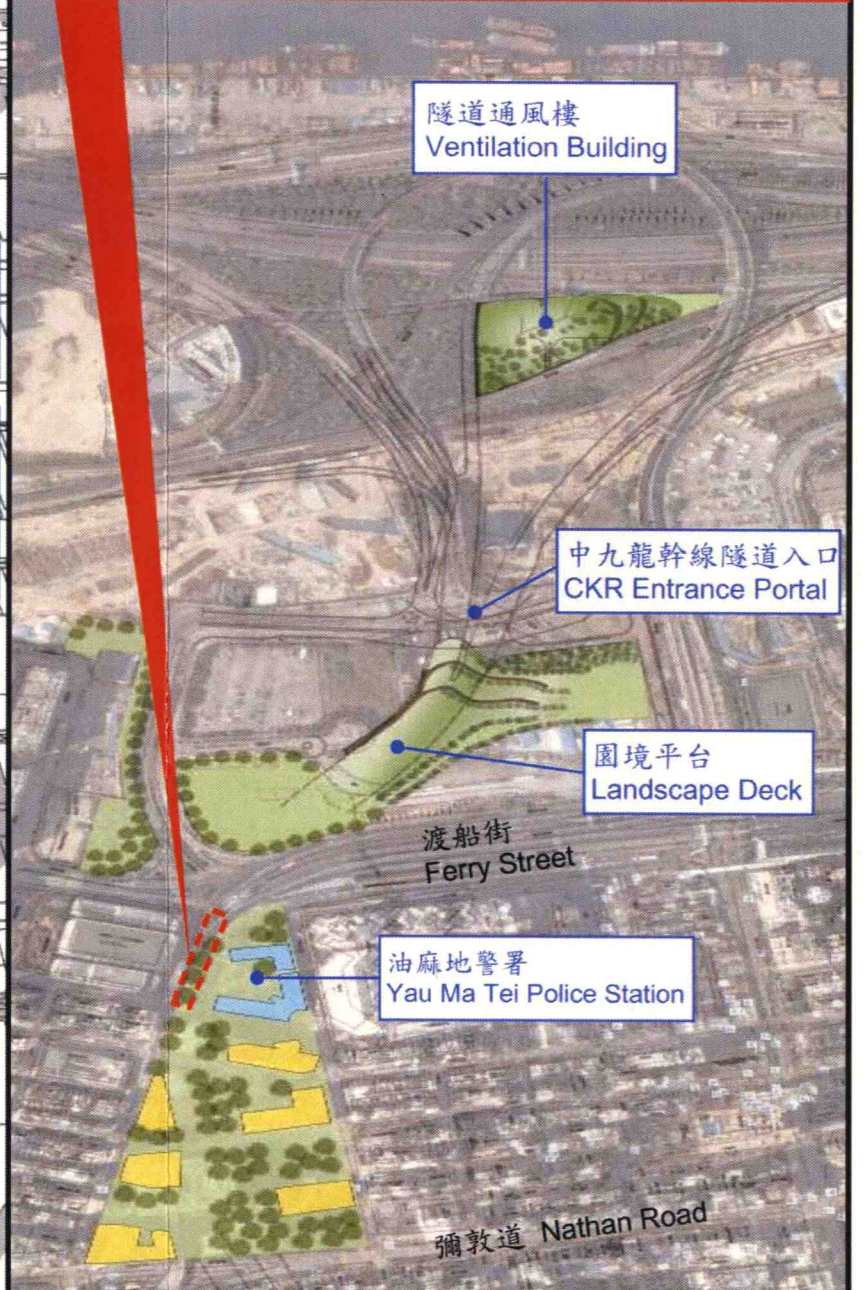 隧道通風樓
Ventilation Building
中九龍幹線隧道入口
CKR Entrance Portal
園境平台
Landscape Deck
渡船街
Ferry Street
油麻地警署
Yau Ma Tei Police Station
彌敦道 Nathan Road